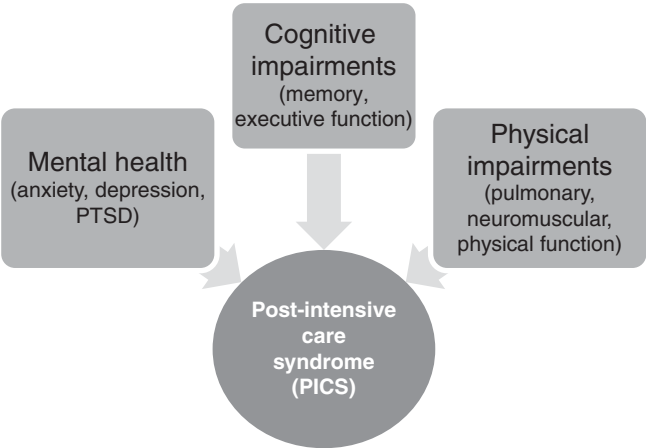 Cognitive
impairments
(memory,
executive function)
Mental health
(anxiety, depression,
PTSD)
Physical
impairments
(pulmonary,
neuromuscular,
physical function)
Post-intensive
care
syndrome
(PICS)